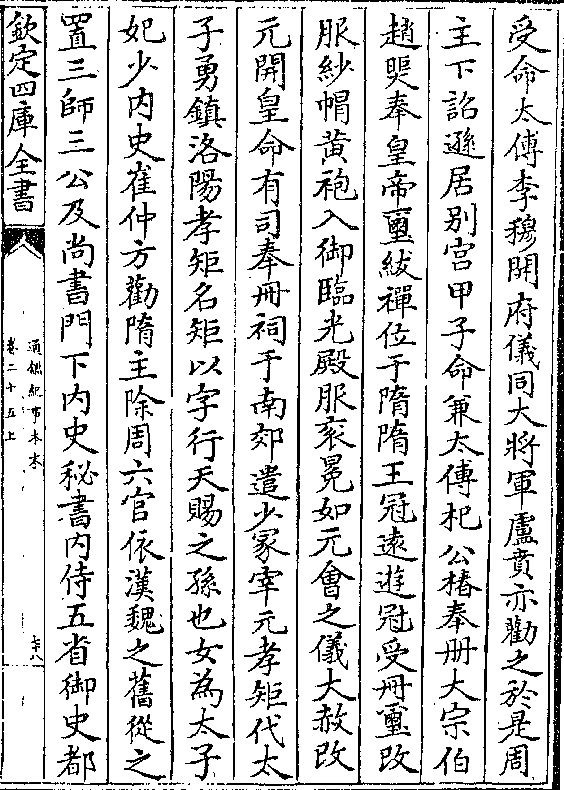 受命太傅李穆開府儀同大將軍盧賁亦勸之於是周
主下詔遜居别宫甲子命兼太傅杞公椿奉册大宗伯
趙煚奉皇帝璽紱禪位于隋隋王冠逺遊冠受册璽改
服紗帽黄袍入御臨光殿服衮冕如元會之儀大赦改
元開皇命有司奉冊祠于南郊遣少冢宰元孝矩代太
子勇鎮洛陽孝矩名矩以字行天賜之孫也女為太子
妃少内史崔仲方勸隋主除周六官依漢魏之舊從之
置三師三公及尚書門下内史秘書内侍五省御史都
欽定四庫全書
通鑑紀事本末
卷二十五上
七十八